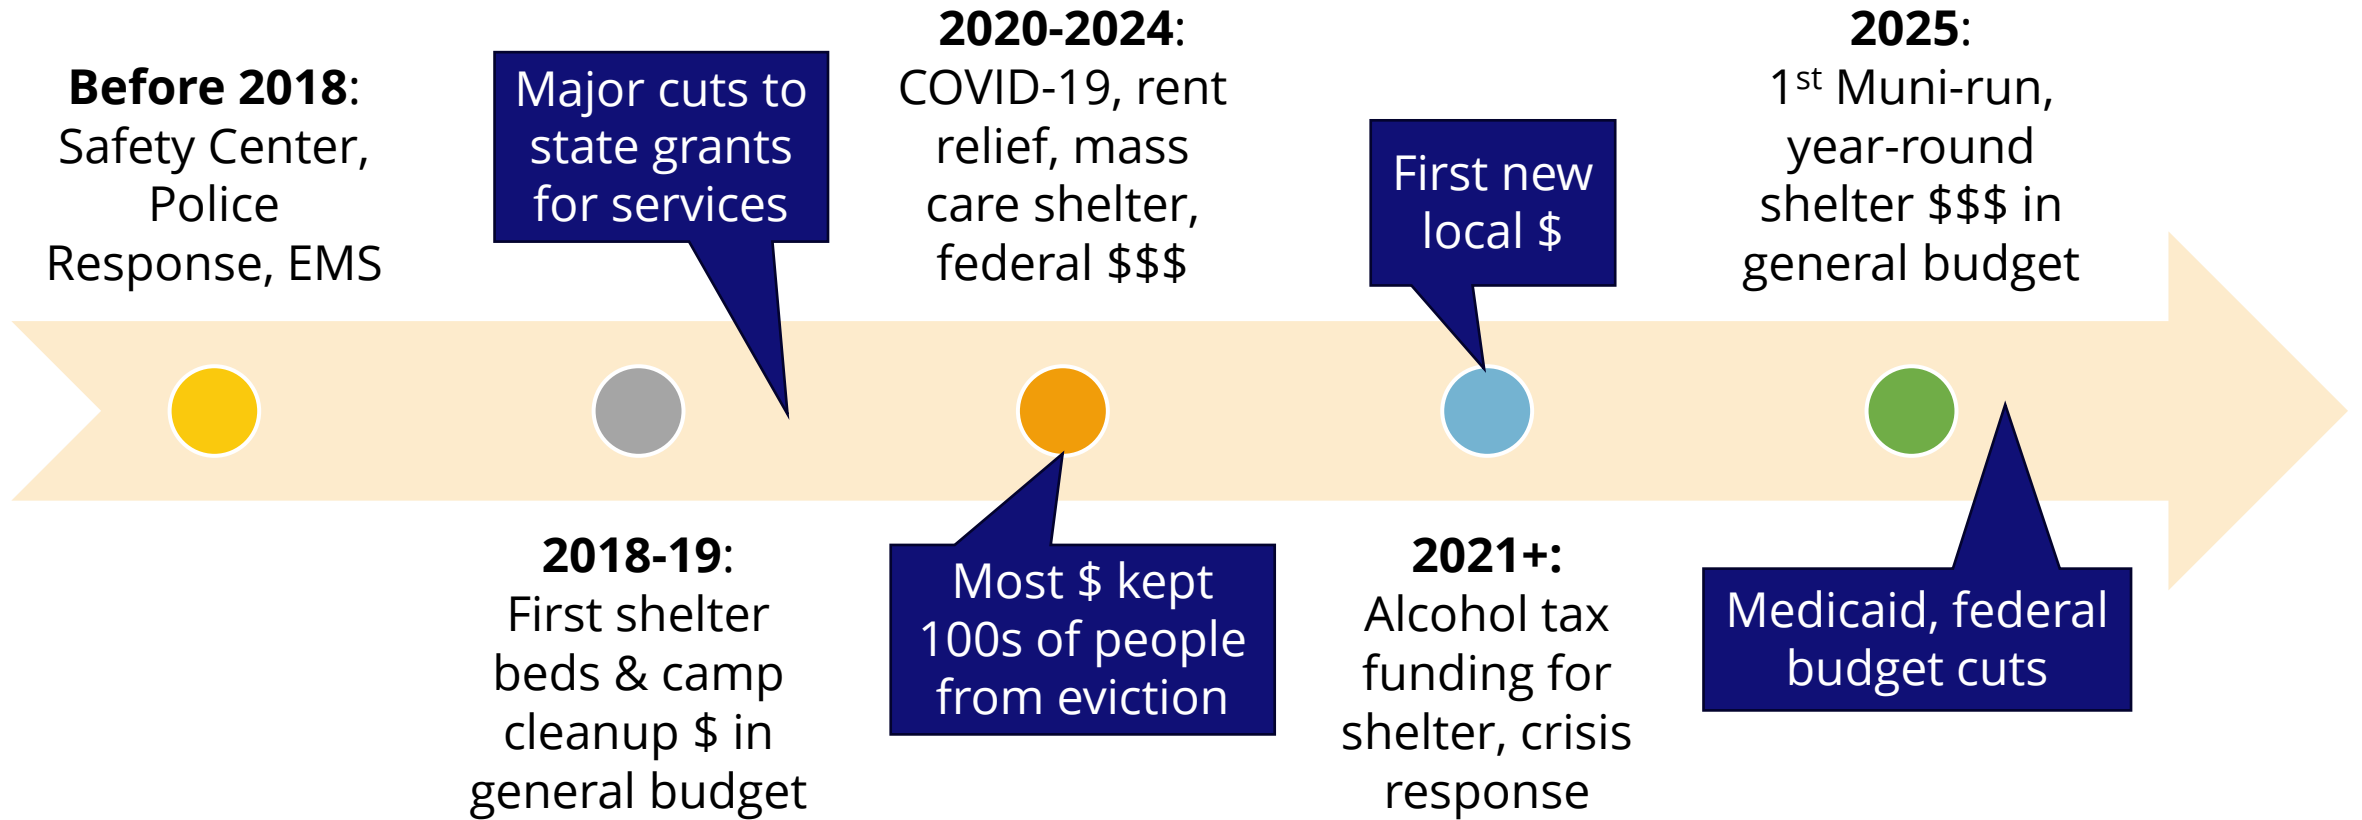 Before 2018:
Safety Center,
Police
Response, EMS
Major cuts to
state grants
for services
2020-2024:
COVID-19, rent
relief, mass
care shelter,
federal $$$
First new
local $
2025:
1st Muni-run,
year-round
shelter $$$ in
general budget
2018-19:
First shelter
beds & camp
cleanup $ in
general budget
Most $ kept
100s of people
from eviction
2021+:
Alcohol tax
funding for
shelter, crisis
response
Medicaid, federal
budget cuts